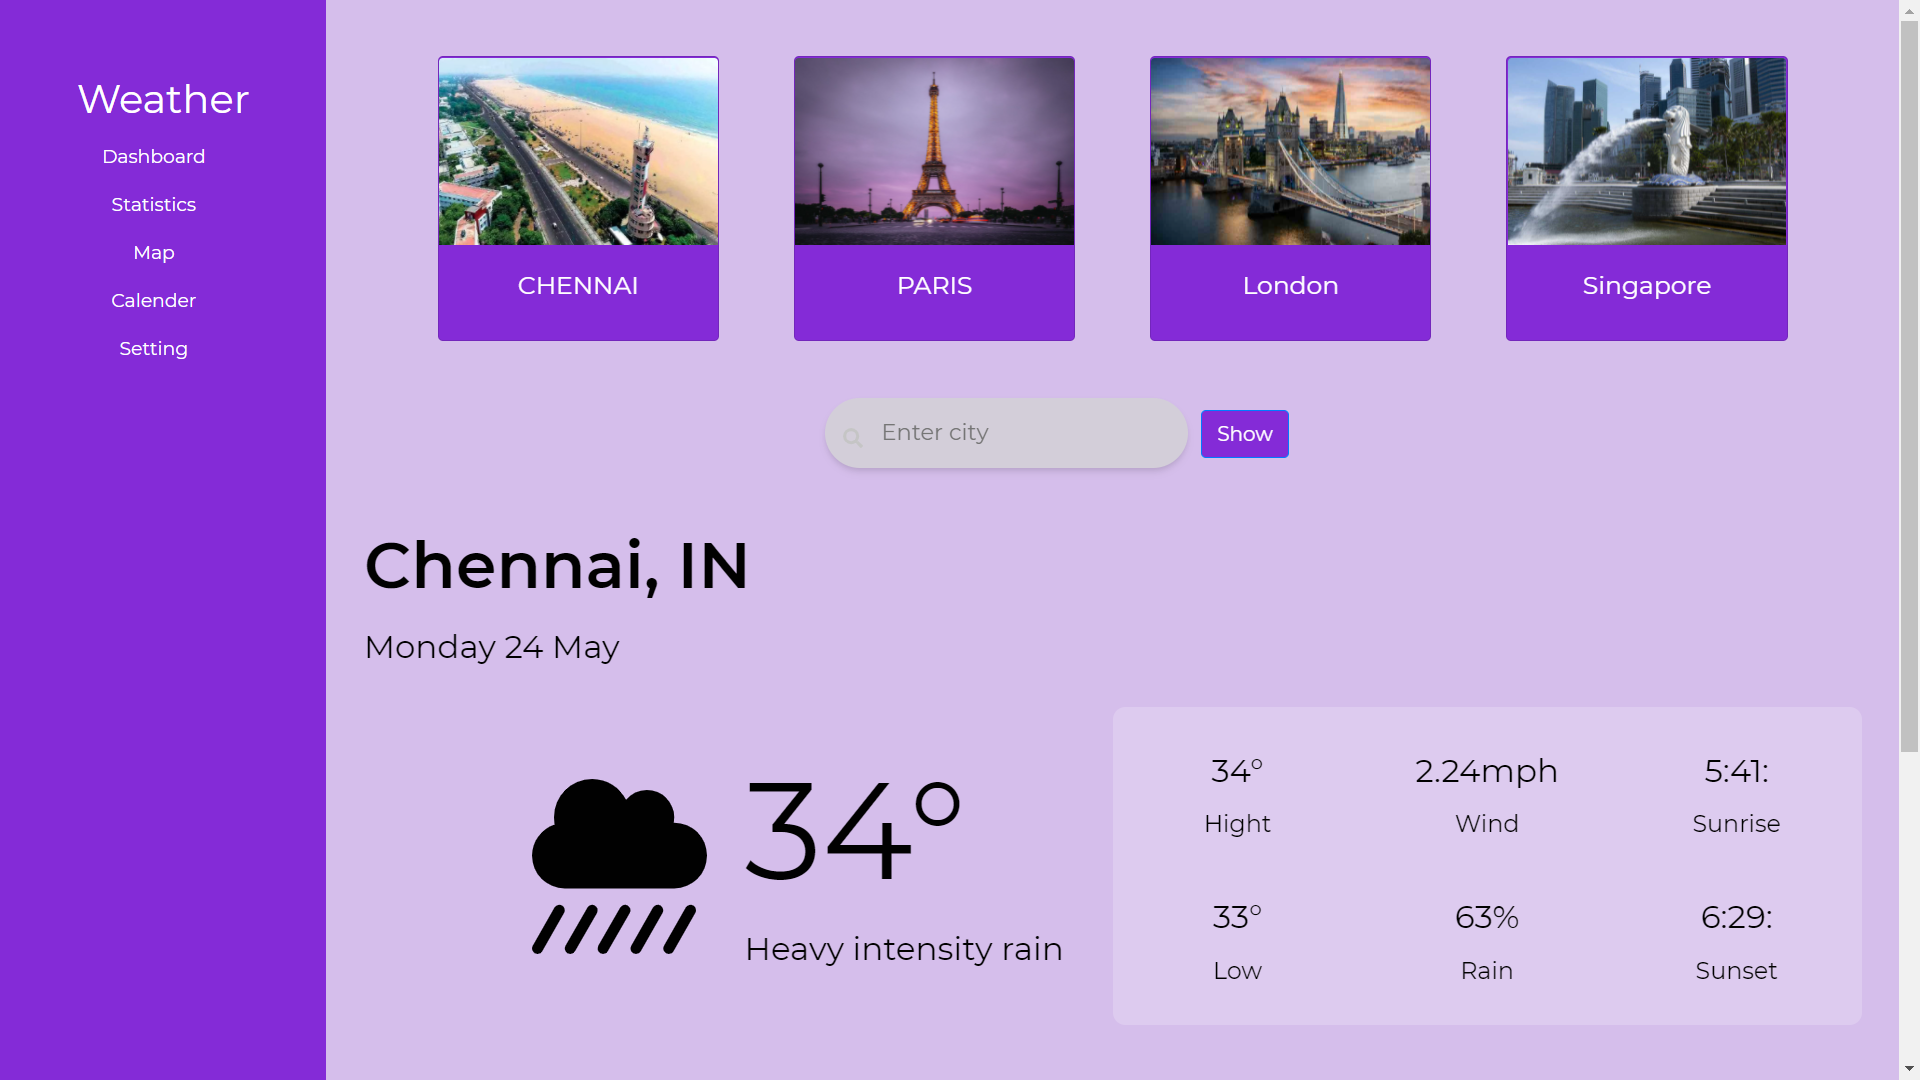 Weather
Dashboard
Statistics
Map
Calender
Setting
CHENNAI
PARIS
London
Singapore
Enter city
Show
Chennai, IN
Monday 24 May
34°
Heavy intensity rain
34°
Hight
2.24mph
Wind
5:41:
Sunrise
33°
Low
63%
Rain
6:29:
Sunset